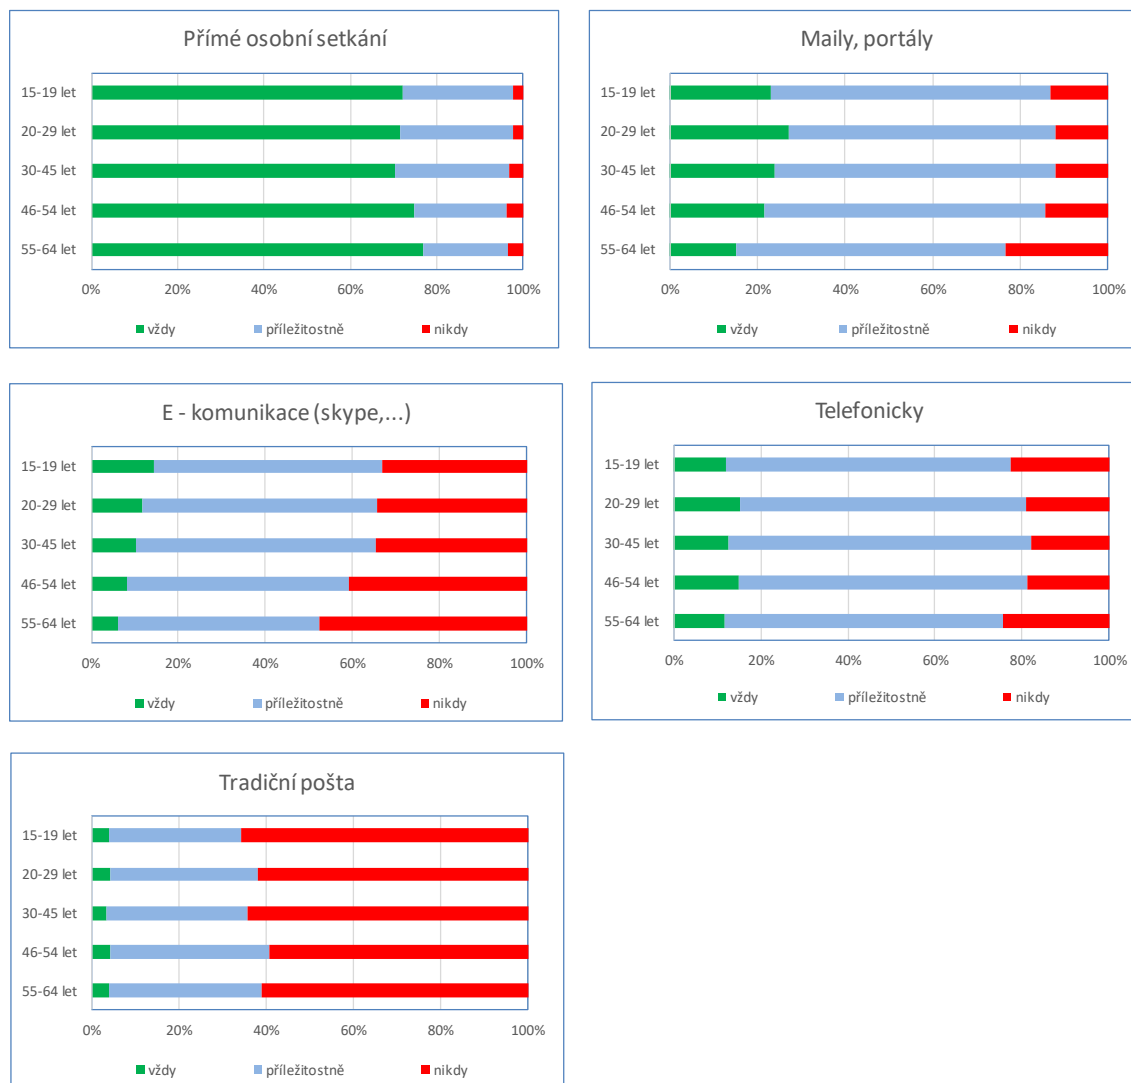 Přímé osobní setkání
15-19 let
20-29 let
30-45 let
46-54 let
55-64 let
0% 20% 40% 60% 80% 100%
vždy příležitostně nikdy
Maily, portály
15-19 let
20-29 let
30-45 let
46-54 let
55-64 let
0% 20% 40% 60% 80% 100%
vždy příležitostně nikdy
E - komunikace (skype,...)
15-19 let
20-29 let
30-45 let
46-54 let
55-64 let
0% 20% 40% 60% 80% 100%
vždy příležitostně nikdy
Telefonicky
15-19 let
20-29 let
30-45 let
46-54 let
55-64 let
0% 20% 40% 60% 80% 100%
vždy příležitostně nikdy
Tradiční pošta
15-19 let
20-29 let
30-45 let
46-54 let
55-64 let
0% 20% 40% 60% 80% 100%
vždy příležitostně nikdy